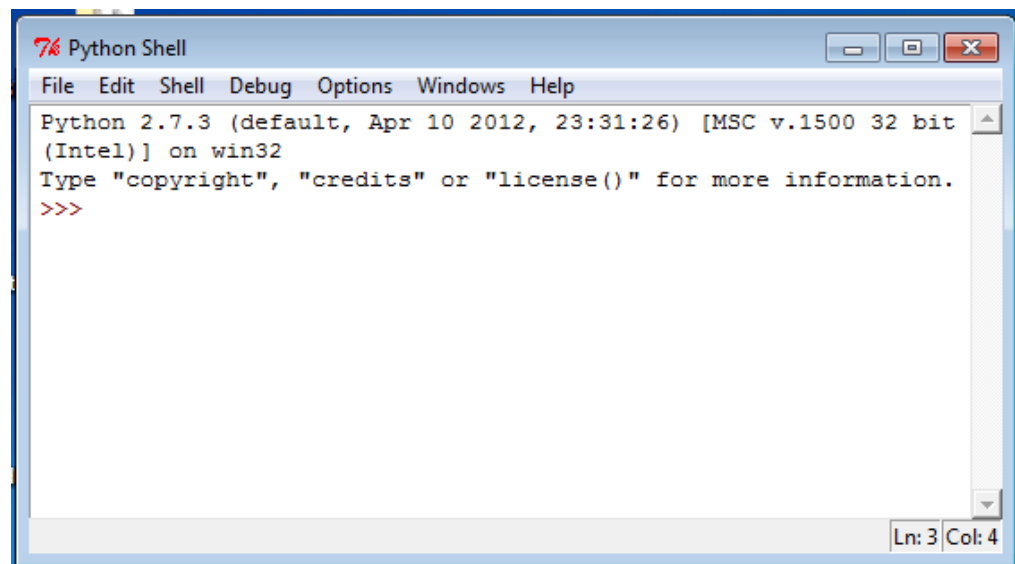 Python Shell
File Edit Shell Debug Options Windows Help
Python 2.7.3 (default, Apr 10 2012, 23:31:26) [MSC v.1500 32 bit
(Intel)] on win32
Type "copyright", "credits" or "license()" for more information.
>>>
Ln: 3 Col: 4